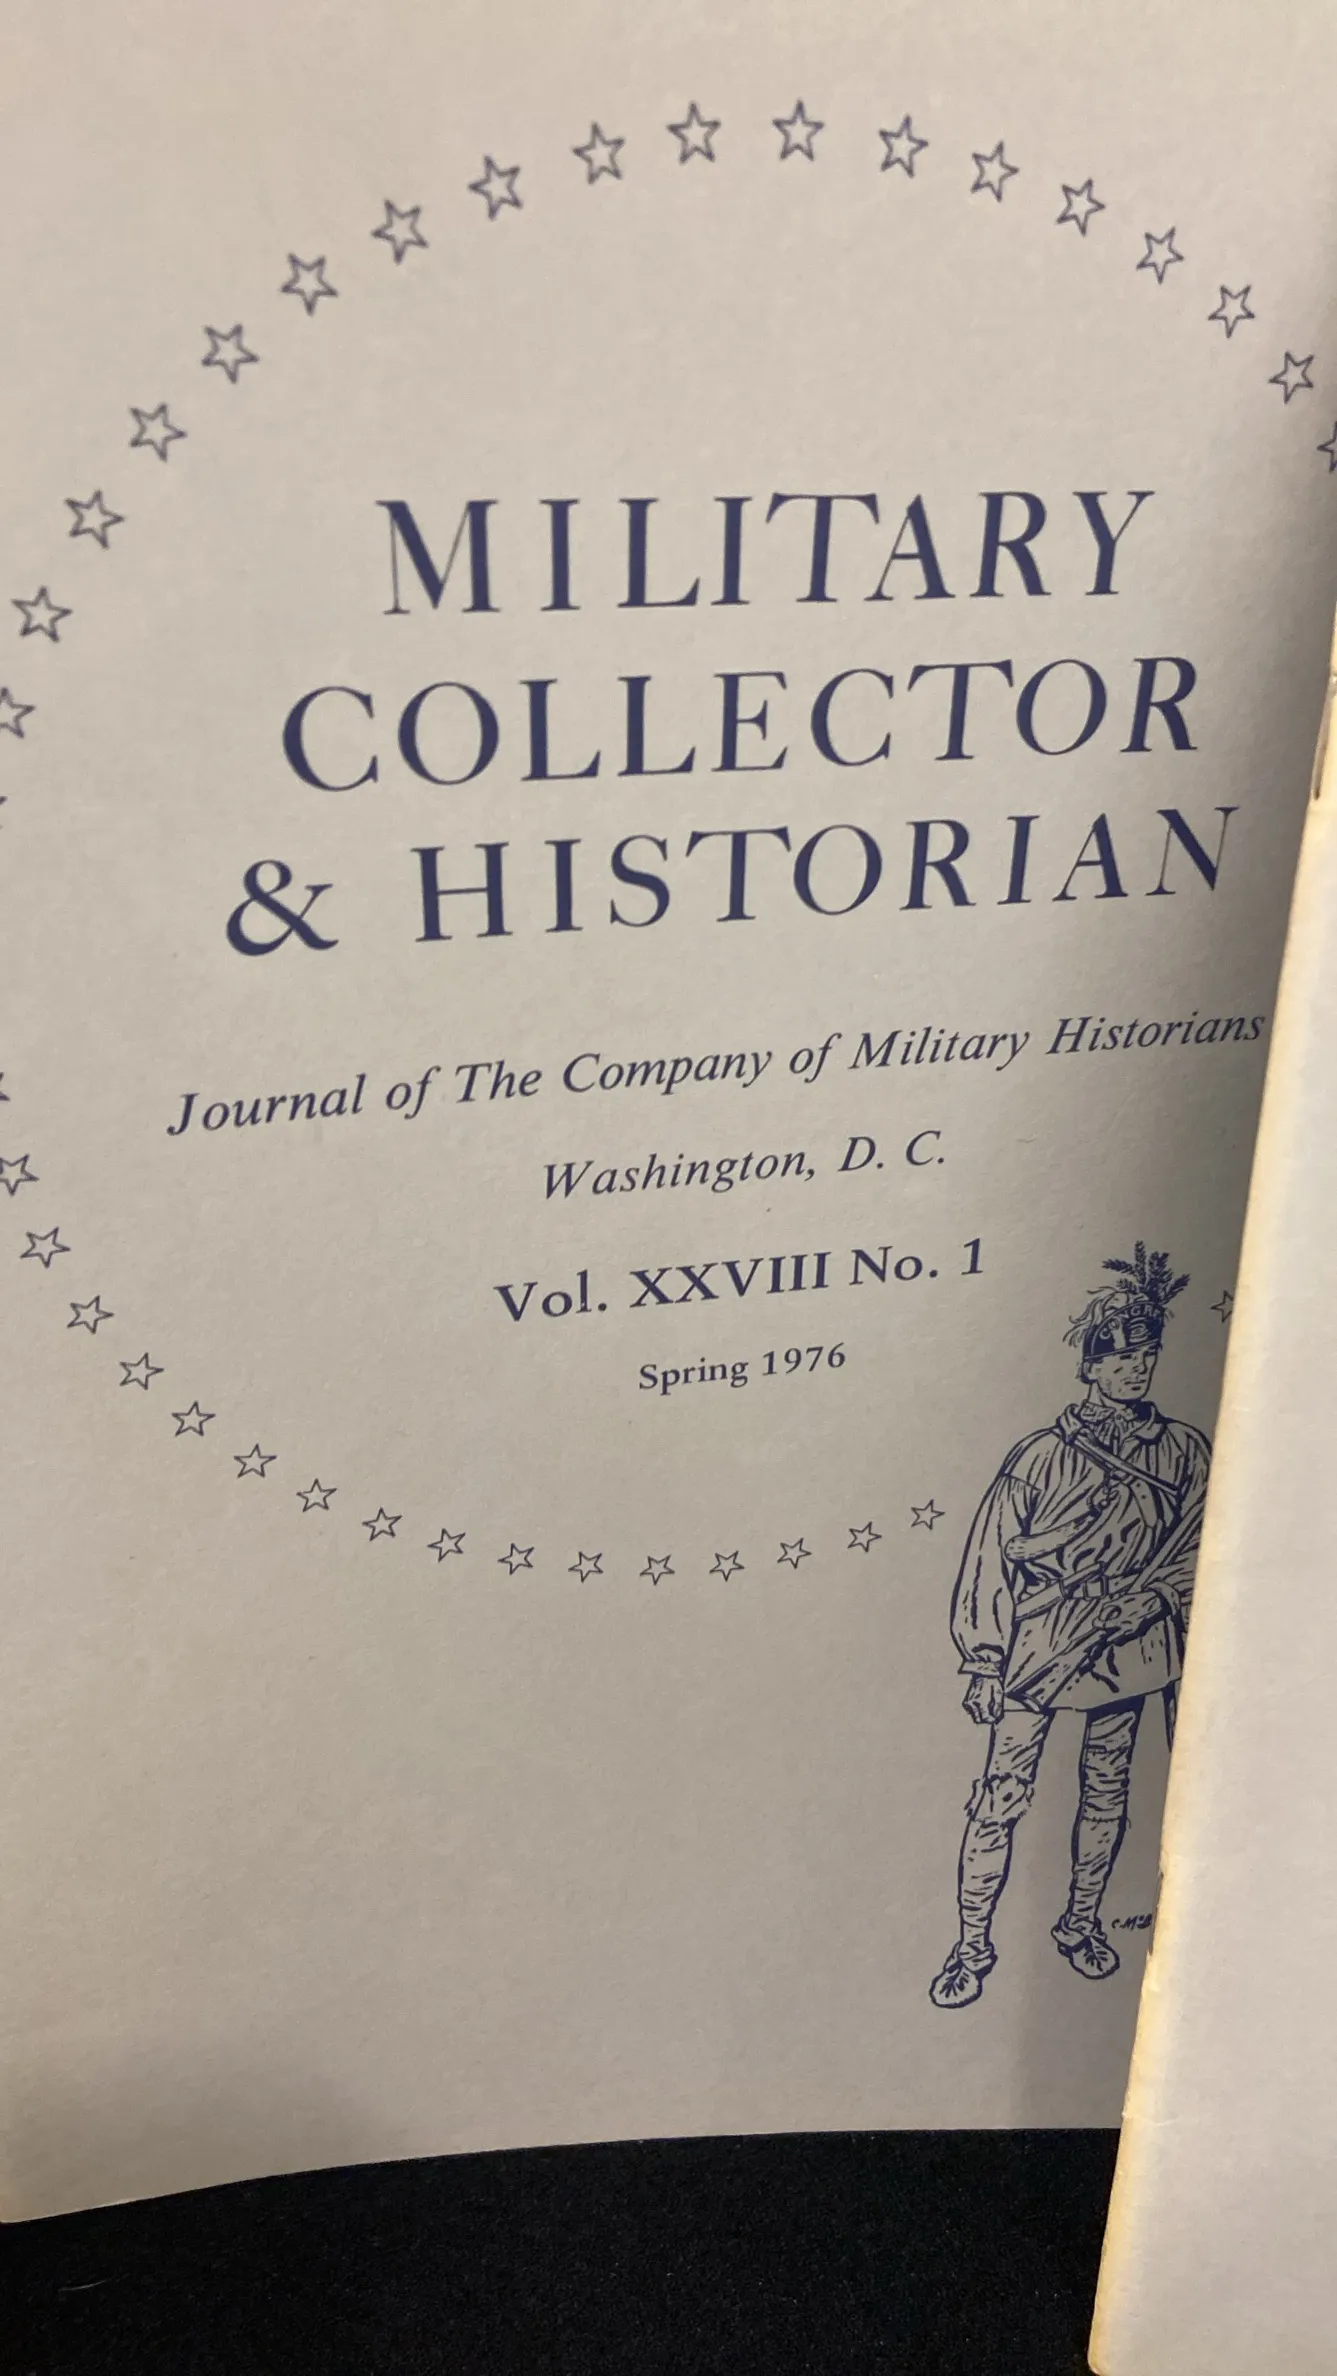 MILITARY
COLLECTOR
& HISTORIAN
Journal of The Company of Military Historians
Washington, D. C.
Vol. XXVIII No. 1
Spring 1976